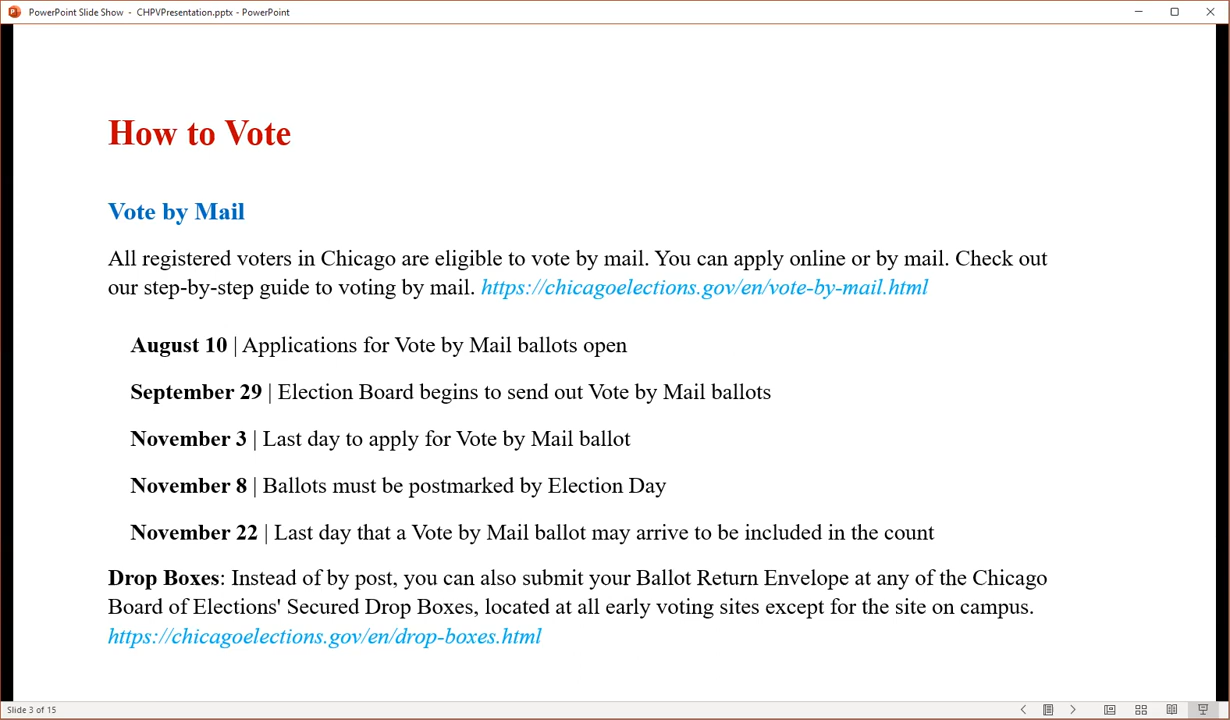 PowerPoint Slide Show - CHPVPresentation.pptx - PowerPoint
How to Vote
Vote by Mail
All registered voters in Chicago are eligible to vote by mail. You can apply online or by mail. Check out
our step-by-step guide to voting by mail. https://chicagoelections.gov/en/vote-by-mail.html
August 10 | Applications for Vote by Mail ballots open
September 29 | Election Board begins to send out Vote by Mail ballots
November 3 | Last day to apply for Vote by Mail ballot
November 8 | Ballots must be postmarked by Election Day
November 22 | Last day that a Vote by Mail ballot may arrive to be included in the count
Drop Boxes: Instead of by post, you can also submit your Ballot Return Envelope at any of the Chicago
Board of Elections' Secured Drop Boxes, located at all early voting sites except for the site on campus.
https://chicagoelections.gov/en/drop-boxes.html
Slide 3 of 15